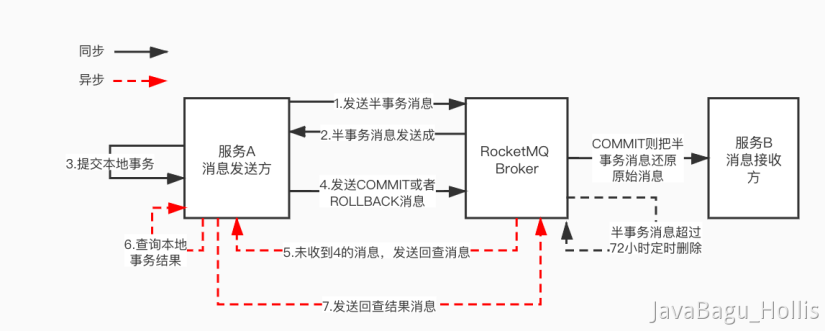 同步
异步
1.发送半事务消息
服务A
消息发送方
2.半事务消息发送成
3.提交本地事务
4.发送COMMIT或者
ROLLBACK消息
RocketMQ
Broker
COMMIT则把半
事务消息还原
原始消息
服务B
消息接收
方
6.查询本地
事务结果
5.未收到4的消息，发送回查消息
半事务消息超过
72小时定时删除
7.发送回查结果消息
JavaBagu_Hollis